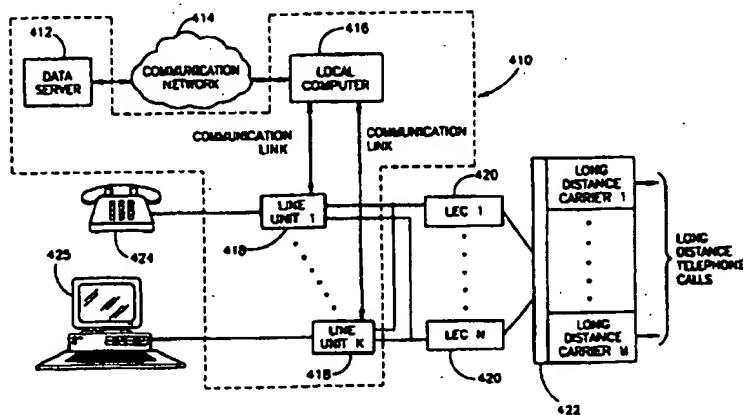 412
DATA
SERVER
414
COMMUNICATION
NETWORK
416
LOCAL
COMPUTER
410
COMMUNICATION
LINK
COMMUNICATION
LINK
424
LINE
UNIT 1
418
420
LEC 1
LONG
DISTANCE
CARRIER 1
LONG
DISTANCE
TELEPHONE
CALLS
425
LINE
UNIT K
418
LEC N
420
LONG
DISTANCE
CARRIER M
422